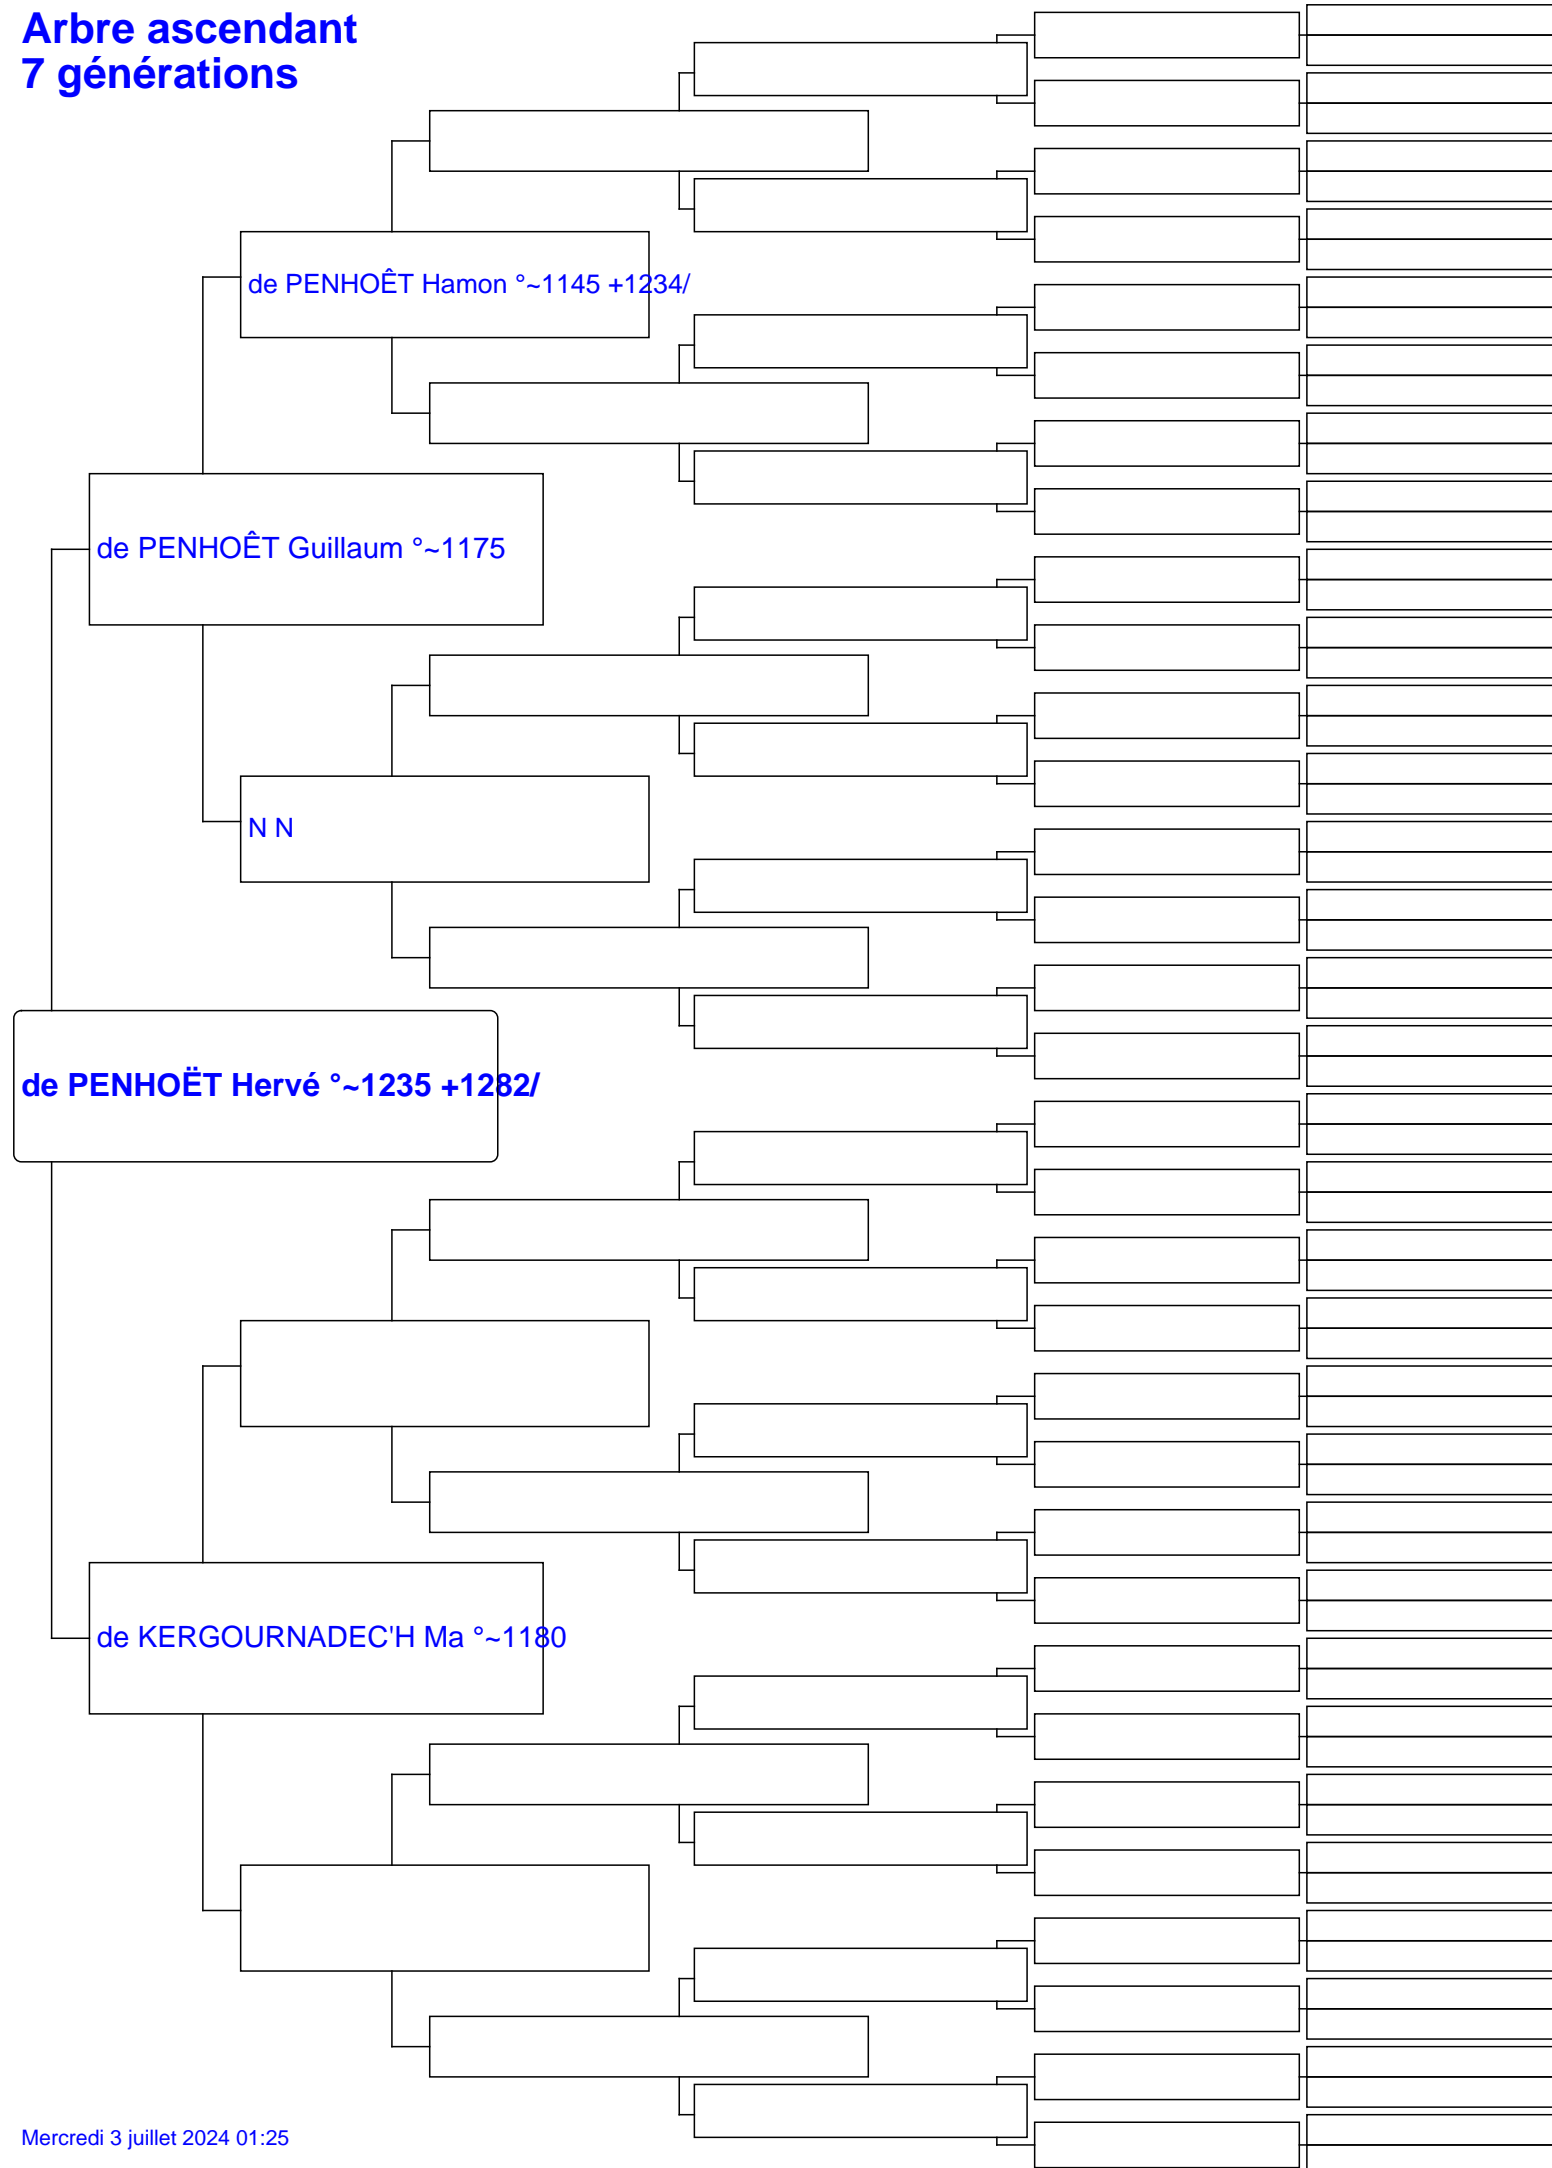 Arbre ascendant
7 générations
de PENHOÊT Hamon °~1145 +1234/
de PENHOÊT Guillaum °~1175
N N
de PENHOËT Hervé °~1235 +1282/
de KERGOURNADEC'H Ma °~1180
Mercredi 3 juillet 2024 01:25